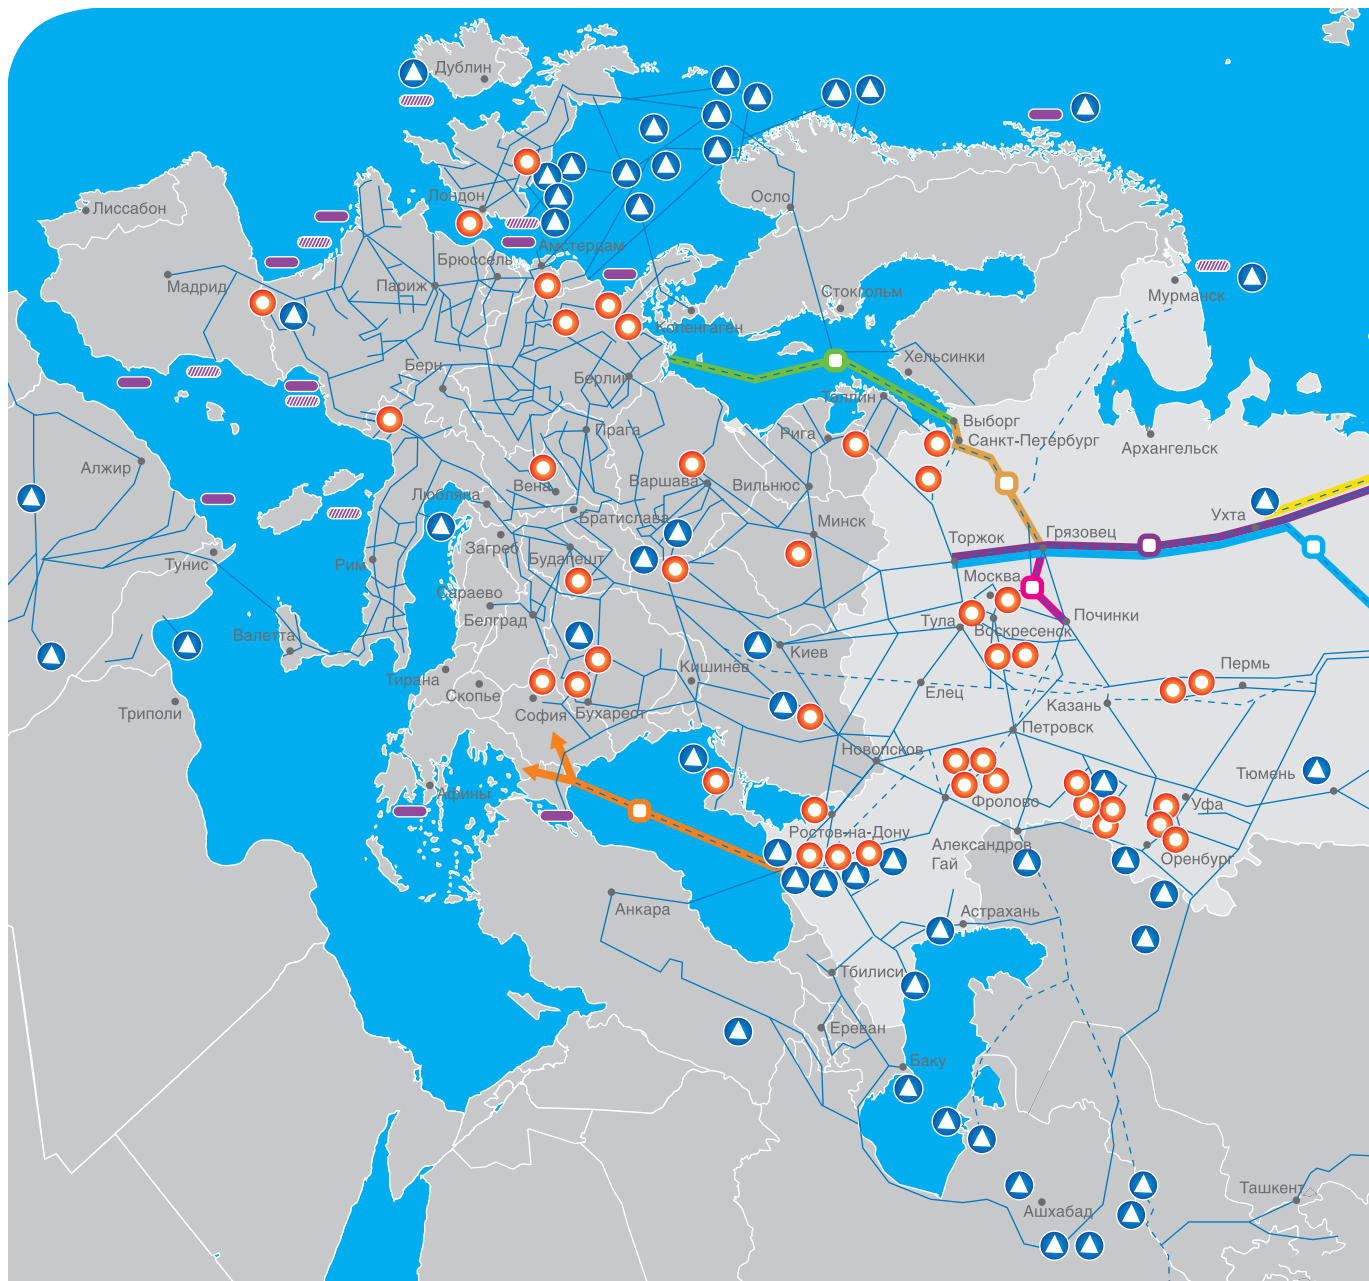 Дублин
Лондон
Лиссабон
Осло
Амстердам
Брюссель
Мадрид
Париж
Мурманск
Стокгольм
Копенгаген
Хельсинки
Берн
Берлин
Таллин
Выборг
Прага
Рига
Санкт-Петербург
Архангельск
Алжир
Вена
Варшава
Вильнюс
Любляна
Братислава
Минск
Ухта
Загреб
Будапешт
Торжок
Грязовец
Тунис
Рим
Москва
Сараево
Белград
Тула
Воскресенск
Починки
Валетта
Киев
Тирана
Скопье
Кишинев
Пермь
Елец
Казань
Триполи
София
Бухарест
Петровск
Новопсков
Тюмень
Афины
Фролово
Уфа
Ростов-на-Дону
Александров
Гай
Оренбург
Анкара
Астрахань
Тбилиси
Ереван
Баку
Ташкент
Ашхабад